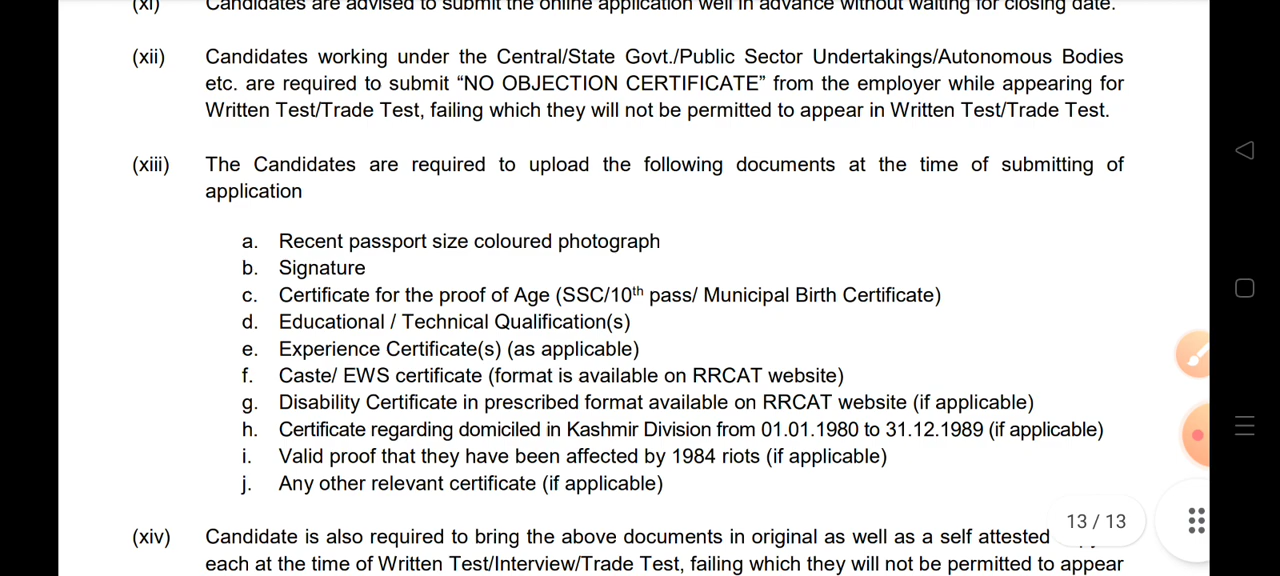 (xi) Candidates are advised to submit the online application well in advance without waiting for closing date.
(xii) Candidates working under the Central/State Govt./Public Sector Undertakings/Autonomous Bodies
etc. are required to submit “NO OBJECTION CERTIFICATE” from the employer while appearing for
Written Test/Trade Test, failing which they will not be permitted to appear in Written Test/Trade Test.
(xiii) The Candidates are required to upload the following documents at the time of submitting of
application
a. Recent passport size coloured photograph
b. Signature
c. Certificate for the proof of Age (SSC/10th pass/ Municipal Birth Certificate)
d. Educational / Technical Qualification(s)
e. Experience Certificate(s) (as applicable)
f. Caste/ EWS certificate (format is available on RRCAT website)
g. Disability Certificate in prescribed format available on RRCAT website (if applicable)
h. Certificate regarding domiciled in Kashmir Division from 01.01.1980 to 31.12.1989 (if applicable)
i. Valid proof that they have been affected by 1984 riots (if applicable)
j. Any other relevant certificate (if applicable)
13 / 13
(xiv) Candidate is also required to bring the above documents in original as well as a self attested
each at the time of Written Test/Interview/Trade Test, failing which they will not be permitted to appear